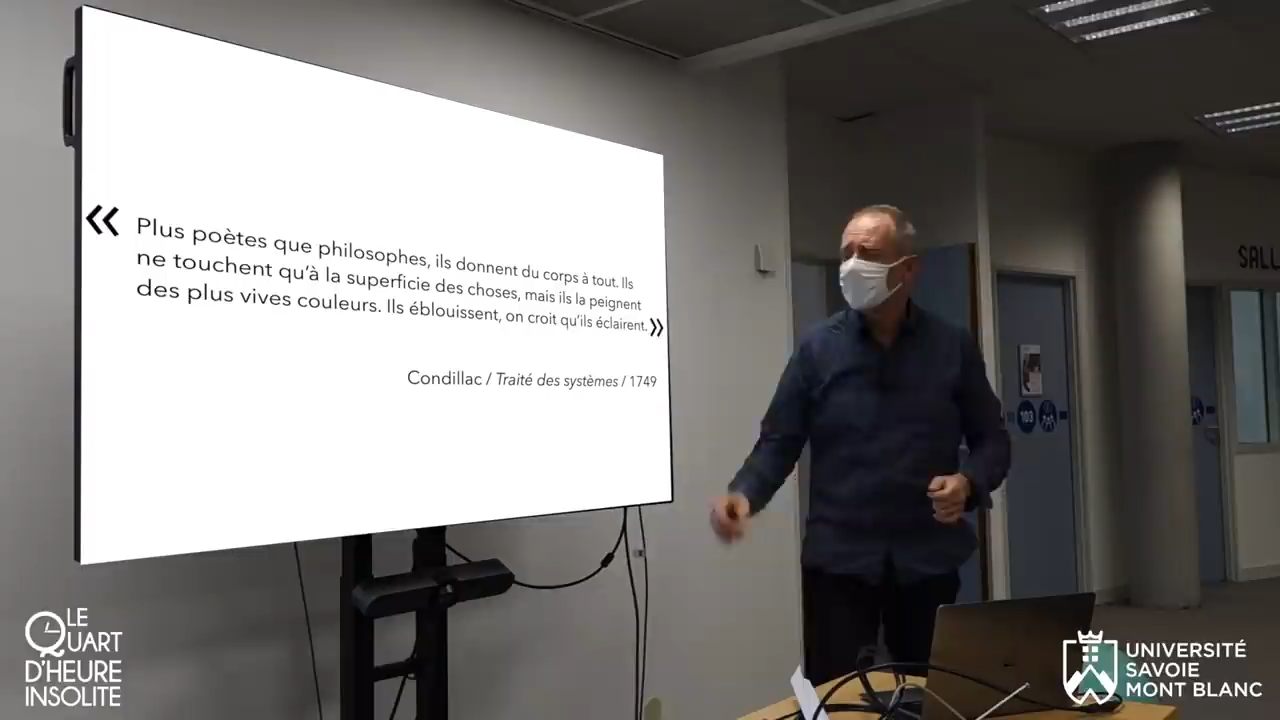 « Plus poètes que philosophes, ils donnent du corps à tout. Ils
ne touchent qu'à la superficie des choses, mais ils la peignent
des plus vives couleurs. Ils éblouissent, on croit qu'ils éclairent. »
Condillac / Traité des systèmes / 1749
SALL
103
LE
QUART
D'HEURE
INSOLITE
UNIVERSITÉ
SAVOIE
MONT BLANC